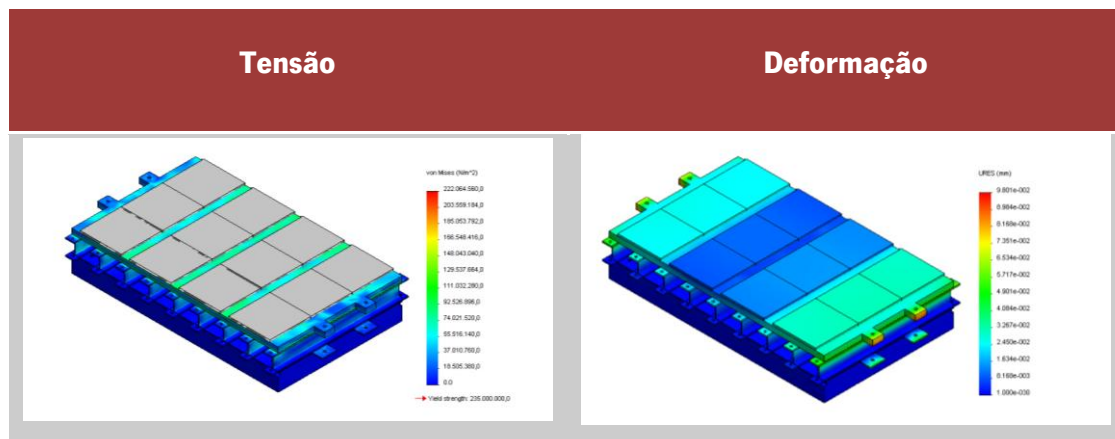 Tensão
Deformação
von Mises (N/m^2)
222.064.560,0
203.559.184,0
185.053.792,0
166.548.416,0
148.043.040,0
129.537.664,0
111.032.280,0
92.526.896,0
74.021.520,0
55.516.140,0
37.010.760,0
18.505.380,0
0.0
Yield strength: 235.000.000,0
URES (mm)
9.801e-002
8.984e-002
8.168e-002
7.351e-002
6.534e-002
5.717e-002
4.901e-002
4.084e-002
3.267e-002
2.450e-002
1.634e-002
8.168e-003
1.000e-030